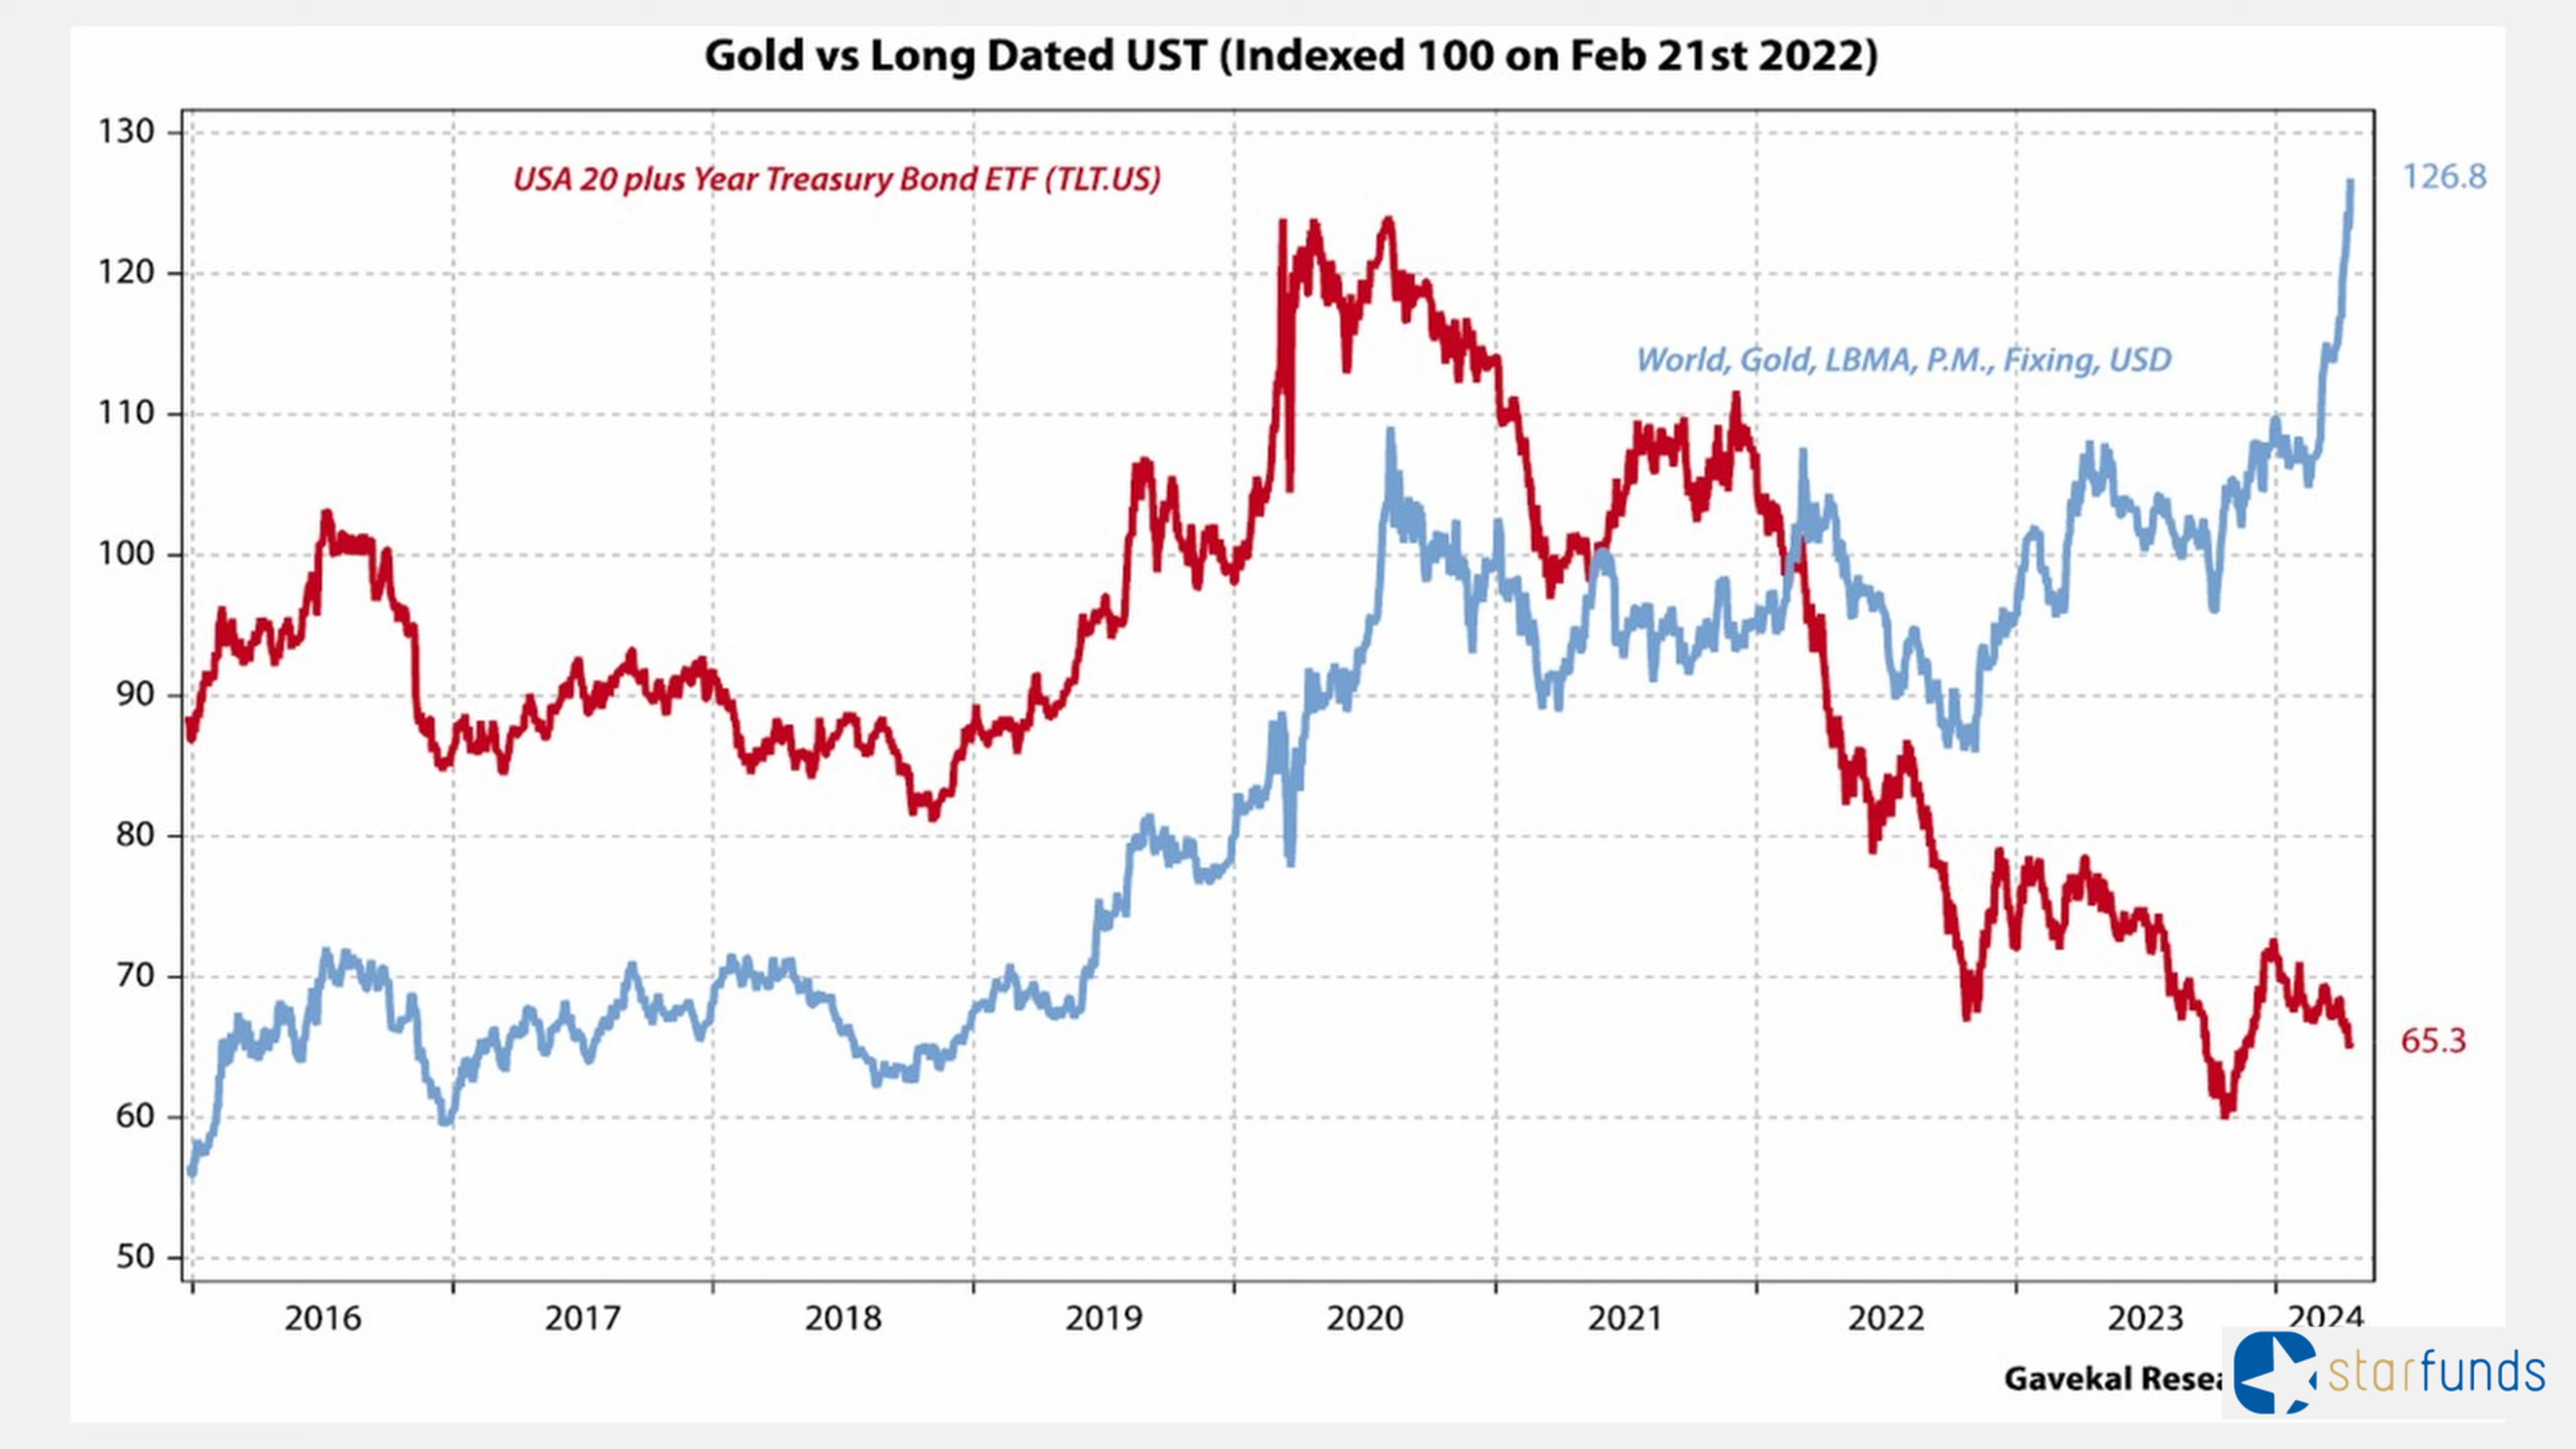 Gold vs Long Dated UST (Indexed 100 on Feb 21st 2022)
130
USA 20 plus Year Treasury Bond ETF (TLT.US)
126.8
120
World, Gold, LBMA, P.M., Fixing, USD
110
100
90
80
70
65.3
60
50
2016 2017 2018 2019 2020 2021 2022 2023 2024
Gavekal
starfunds